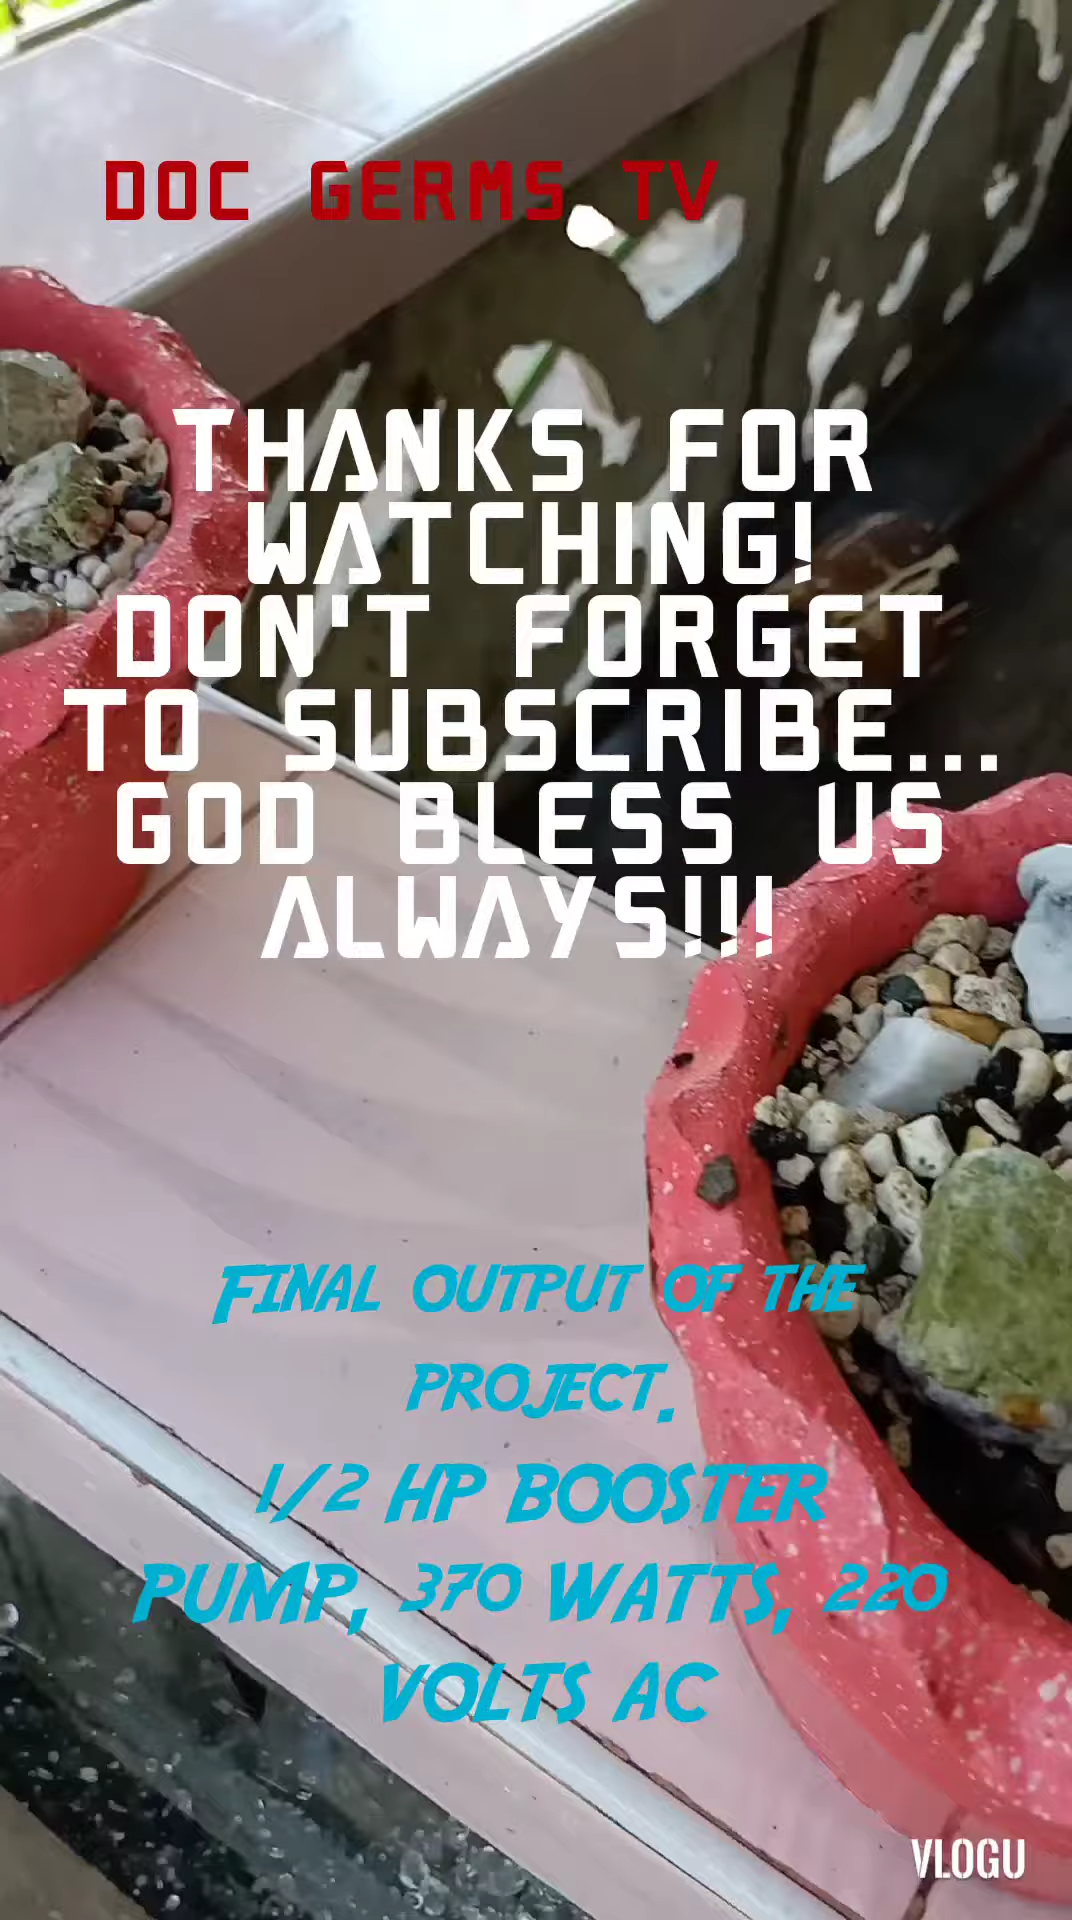 DOC GERMS TV
THANKS FOR
WATCHING!
DON'T FORGET
TO SUBSCRIBE...
GOD BLESS US
ALWAYS!!!
FINAL OUTPUT OF THE
PROJECT.
1/2 HP BOOSTER
PUMP, 370 WATTS, 220
VOLTS AC
VLOGU